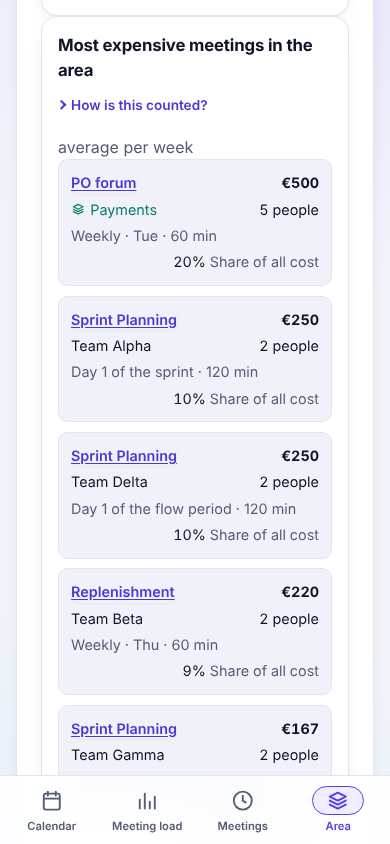 Most expensive meetings in the
area
How is this counted?
average per week
PO forum €500
Payments 5 people
Weekly · Tue · 60 min
20% Share of all cost
Sprint Planning €250
Team Alpha 2 people
Day 1 of the sprint · 120 min
10% Share of all cost
Sprint Planning €250
Team Delta 2 people
Day 1 of the flow period · 120 min
10% Share of all cost
Replenishment €220
Team Beta 2 people
Weekly · Thu · 60 min
9% Share of all cost
Sprint Planning €167
Team Gamma 2 people
Calendar Meeting load Meetings Area